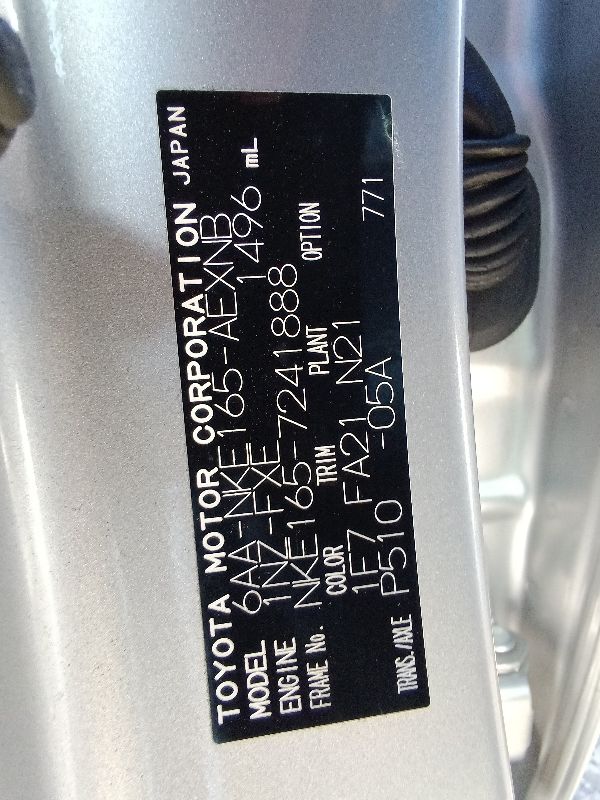 TOYOTA MOTOR CORPORATION JAPAN
MODEL 6AA-NKE165-AEXNB
ENGINE 1NZ-FXE 1496 mL
FRAME No. NKE165-7241888
COLOR TRIM PLANT OPTION
1F7 FA21 N21
TRANS./AXLE P510 -05A 771